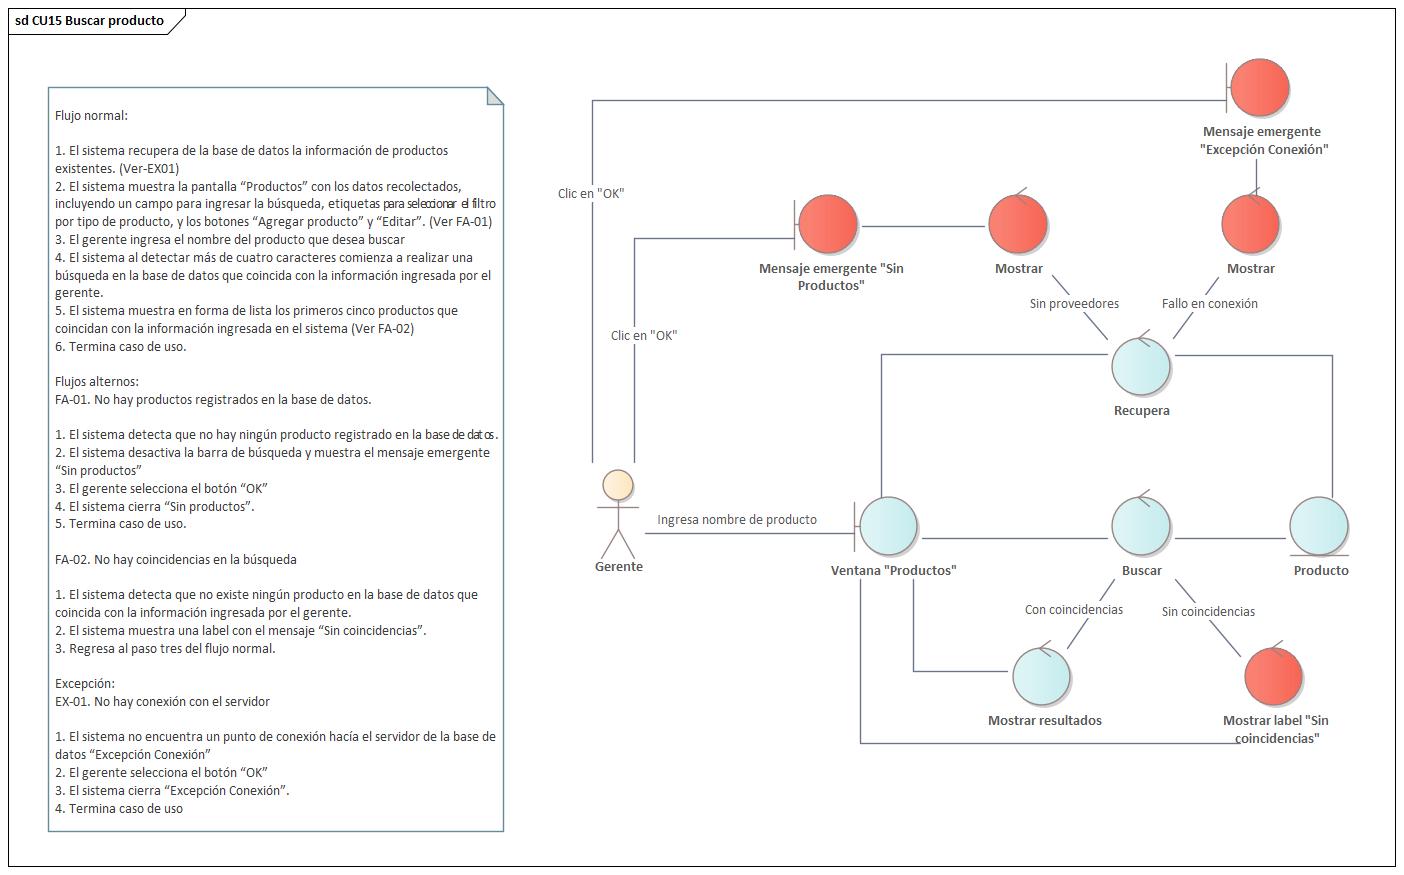 sd CU15 Buscar producto
Flujo normal:
1. El sistema recupera de la base de datos la información de productos
existentes. (Ver-EX01)
2. El sistema muestra la pantalla “Productos” con los datos recolectados,
incluyendo un campo para ingresar la búsqueda, etiquetas para seleccionar el filtro
por tipo de producto, y los botones “Agregar producto” y “Editar”. (Ver FA-01)
3. El gerente ingresa el nombre del producto que desea buscar
4. El sistema al detectar más de cuatro caracteres comienza a realizar una
búsqueda en la base de datos que coincida con la información ingresada por el
gerente.
5. El sistema muestra en forma de lista los primeros cinco productos que
coincidan con la información ingresada en el sistema (Ver FA-02)
6. Termina caso de uso.
Flujos alternos:
FA-01. No hay productos registrados en la base de datos.
1. El sistema detecta que no hay ningún producto registrado en la base de datos.
2. El sistema desactiva la barra de búsqueda y muestra el mensaje emergente
“Sin productos”
3. El gerente selecciona el botón “OK”
4. El sistema cierra “Sin productos”.
5. Termina caso de uso.
FA-02. No hay coincidencias en la búsqueda
1. El sistema detecta que no existe ningún producto en la base de datos que
coincida con la información ingresada por el gerente.
2. El sistema muestra una label con el mensaje “Sin coincidencias”.
3. Regresa al paso tres del flujo normal.
Excepción:
EX-01. No hay conexión con el servidor
1. El sistema no encuentra un punto de conexión hacía el servidor de la base de
datos “Excepción Conexión”
2. El gerente selecciona el botón “OK”
3. El sistema cierra “Excepción Conexión”.
4. Termina caso de uso
Mensaje emergente
"Excepción Conexión"
Clic en "OK"
Mensaje emergente "Sin
Productos"
Mostrar
Mostrar
Sin proveedores
Fallo en conexión
Clic en "OK"
Recupera
Ingresa nombre de producto
Gerente
Ventana "Productos"
Buscar
Producto
Con coincidencias
Sin coincidencias
Mostrar resultados
Mostrar label "Sin
coincidencias"